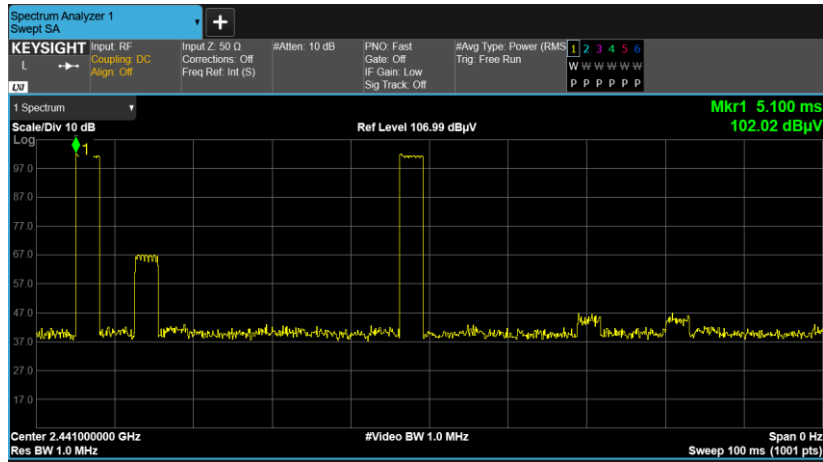 Spectrum Analyzer 1
Swept SA
KEYSIGHT
L
LXI
Input: RF
Coupling: DC
Align: Off
Input Z: 50 Ω
Corrections: Off
Freq Ref: Int (S)
#Atten: 10 dB
PNO: Fast
Gate: Off
IF Gain: Low
Sig Track: Off
#Avg Type: Power (RMS
Trig: Free Run
1 2 3 4 5 6
W W W W W W
P P P P P P
1 Spectrum
Mkr1 5.100 ms
Scale/Div 10 dB
Ref Level 106.99 dBµV
102.02 dBµV
Log
1
97.0
87.0
77.0
67.0
57.0
47.0
37.0
27.0
17.0
Center 2.441000000 GHz
#Video BW 1.0 MHz
Span 0 Hz
Res BW 1.0 MHz
Sweep 100 ms (1001 pts)